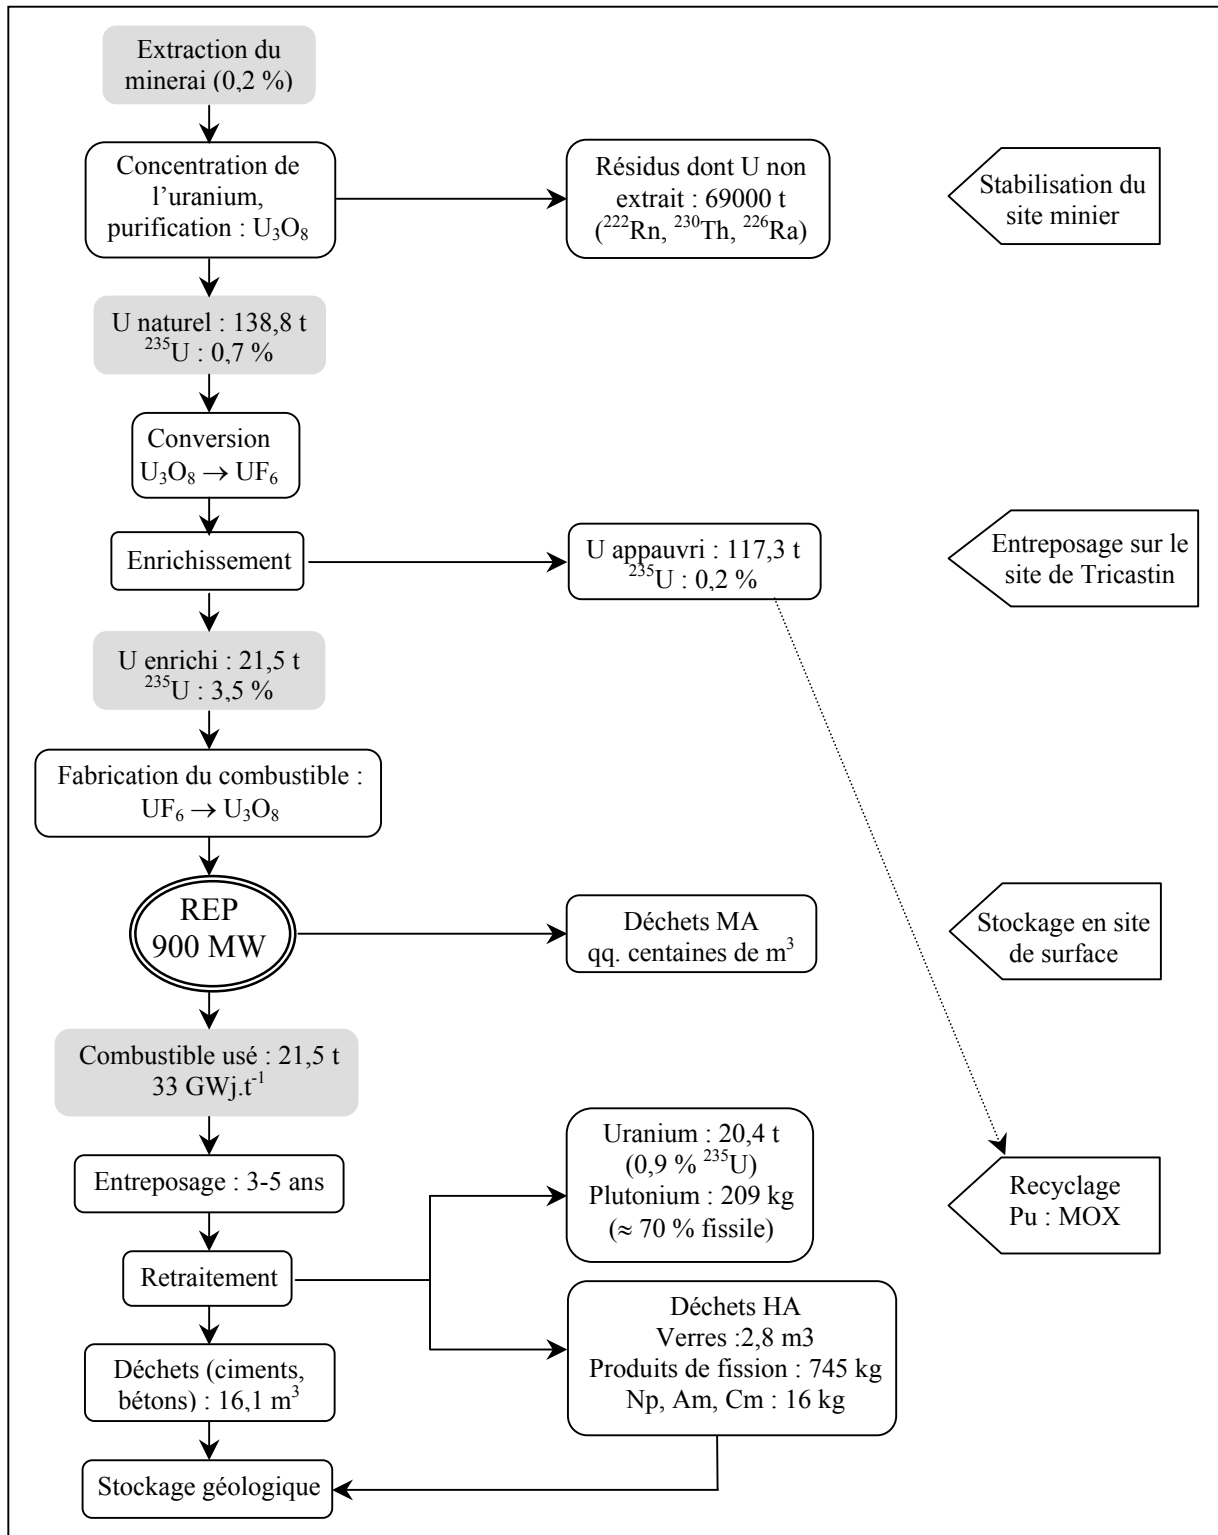 Extraction du
minerai (0,2 %)
Concentration de
l’uranium,
purification : U₃O₈
Résidus dont U non
extrait : 69000 t
(²²²Rn, ²³⁰Th, ²²⁶Ra)
Stabilisation du
site minier
U naturel : 138,8 t
²³⁵U : 0,7 %
Conversion
U₃O₈ → UF₆
Enrichissement
U appauvri : 117,3 t
²³⁵U : 0,2 %
Entreposage sur le
site de Tricastin
U enrichi : 21,5 t
²³⁵U : 3,5 %
Fabrication du combustible :
UF₆ → U₃O₈
REP
900 MW
Déchets MA
qq. centaines de m³
Stockage en site
de surface
Combustible usé : 21,5 t
33 GWj.t⁻¹
Entreposage : 3-5 ans
Uranium : 20,4 t
(0,9 % ²³⁵U)
Plutonium : 209 kg
(≈ 70 % fissile)
Recyclage
Pu : MOX
Retraitement
Déchets HA
Verres :2,8 m3
Produits de fission : 745 kg
Np, Am, Cm : 16 kg
Déchets (ciments,
bétons) : 16,1 m³
Stockage géologique